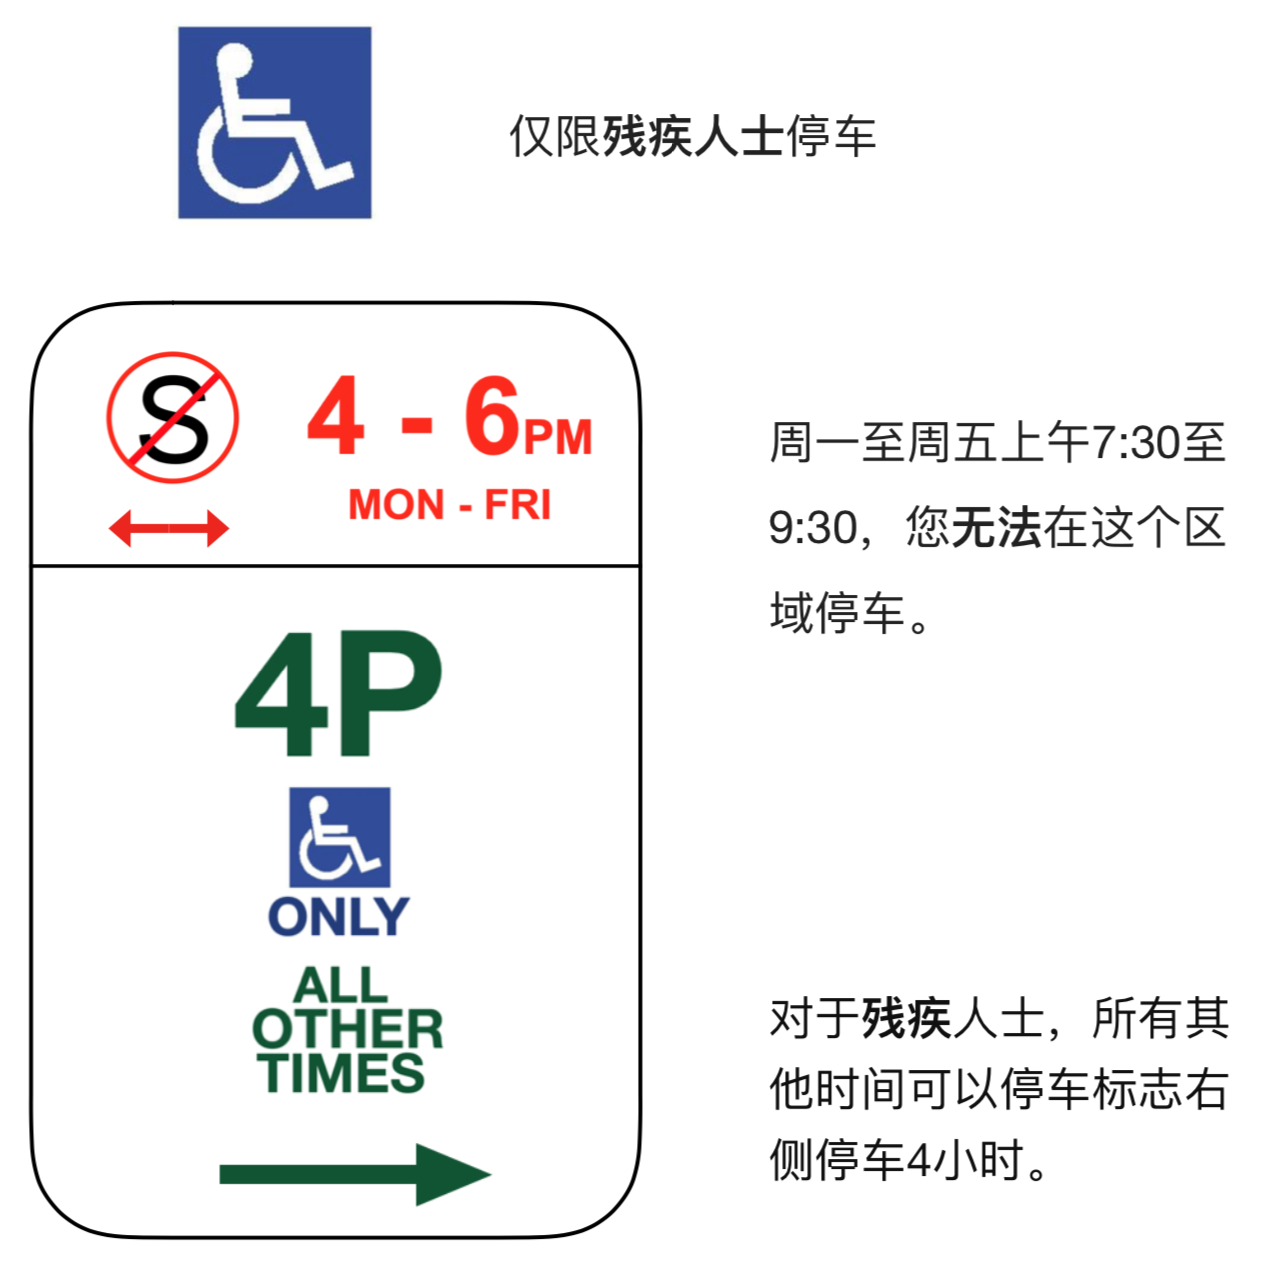 仅限残疾人士停车
S 4 - 6PM
MON - FRI
周一至周五上午7:30至
9:30，您无法在这个区
域停车。
4P
ONLY
ALL
OTHER
TIMES
对于残疾人士，所有其
他时间可以停车标志右
侧停车4小时。